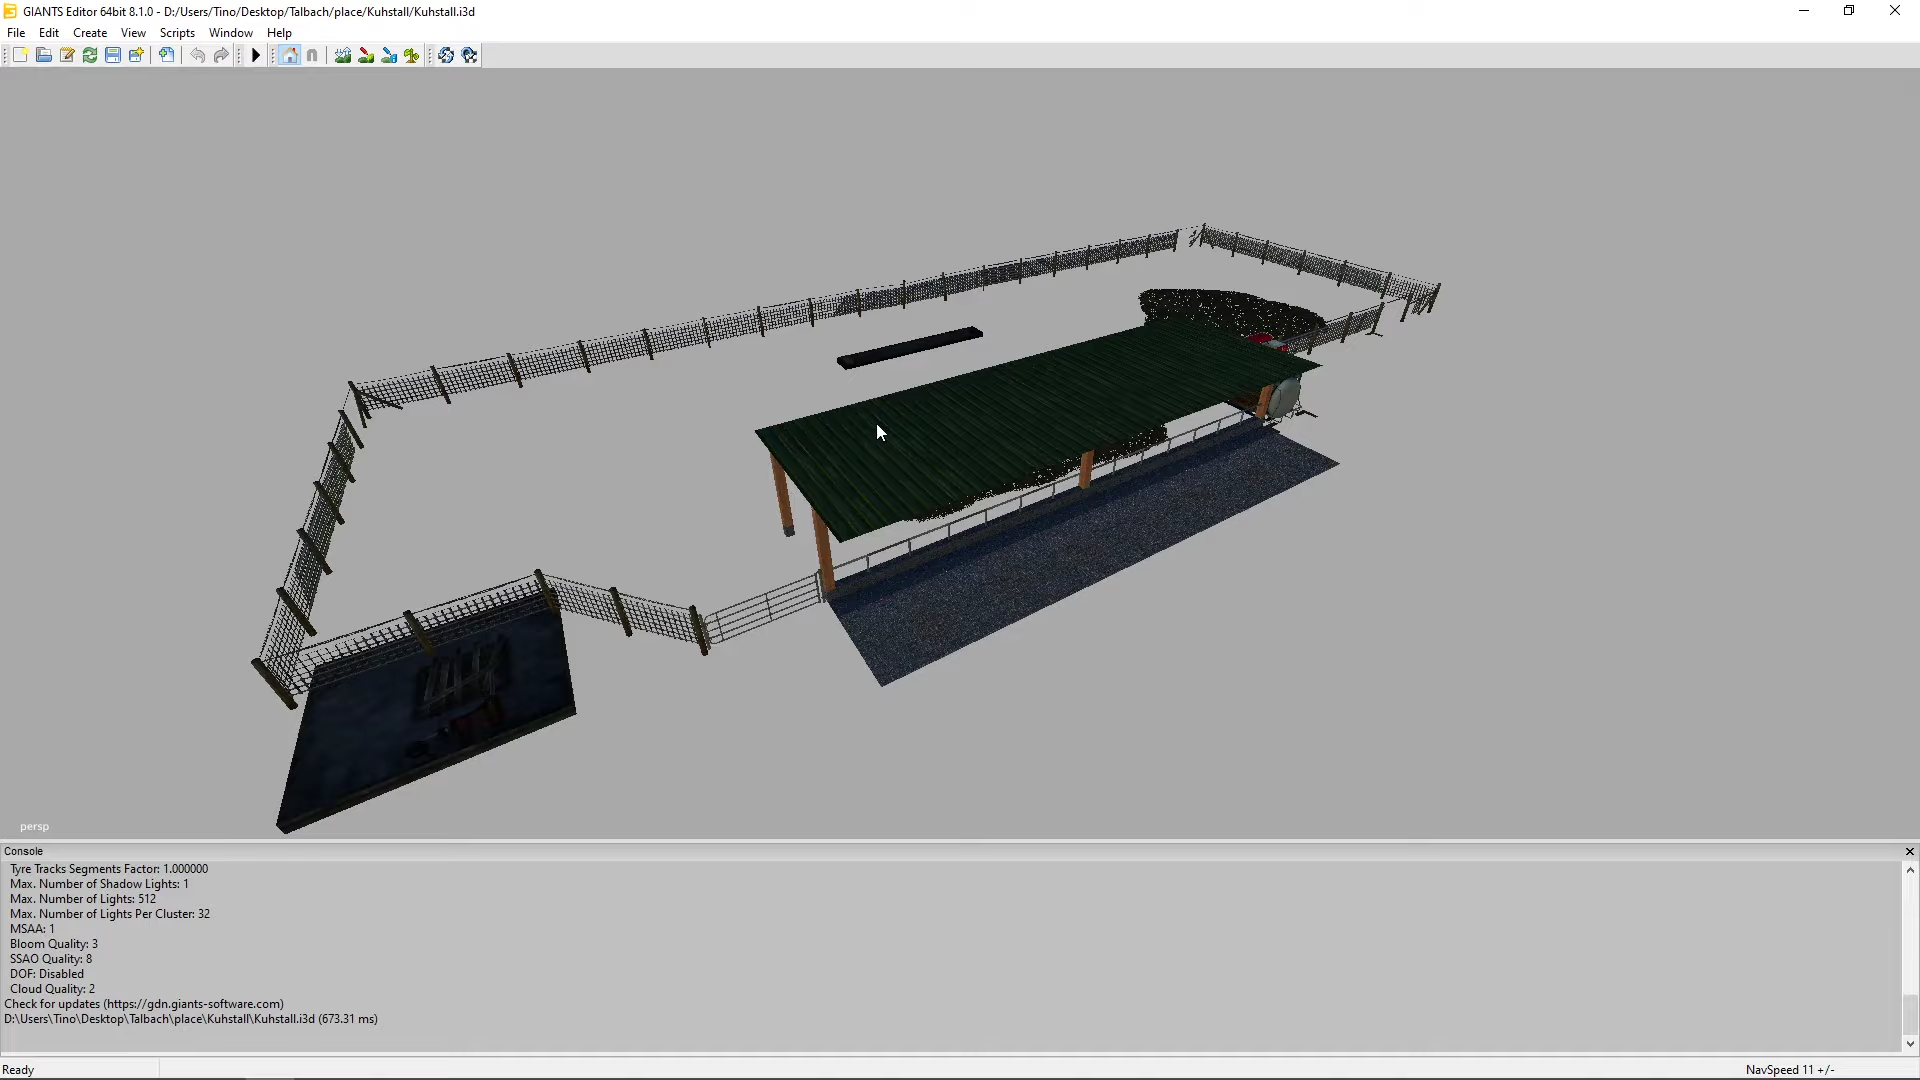 GIANTS Editor 64bit 8.1.0 - D:/Users/Tino/Desktop/Talbach/place/Kuhstall/Kuhstall.i3d
File Edit Create View Scripts Window Help
persp
Console
Tyre Tracks Segments Factor: 1.000000
Max. Number of Shadow Lights: 1
Max. Number of Lights: 512
Max. Number of Lights Per Cluster: 32
MSAA: 1
Bloom Quality: 3
SSAO Quality: 8
DOF: Disabled
Cloud Quality: 2
Check for updates (https://gdn.giants-software.com)
D:\Users\Tino\Desktop\Talbach\place\Kuhstall\Kuhstall.i3d (673.31 ms)
Ready
NavSpeed 11 +/-